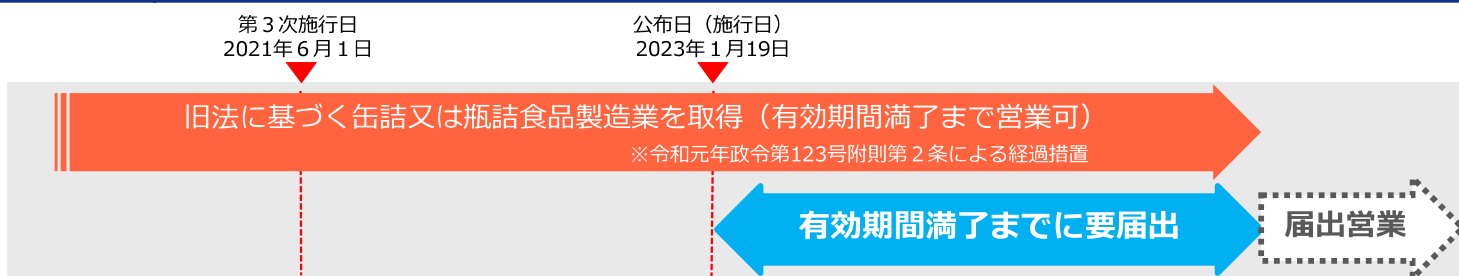 第３次施行日
2021年６月１日
公布日（施行日）
2023年１月19日
旧法に基づく缶詰又は瓶詰食品製造業を取得（有効期間満了まで営業可）
※令和元年政令第123号附則第２条による経過措置
有効期間満了までに要届出
届出営業